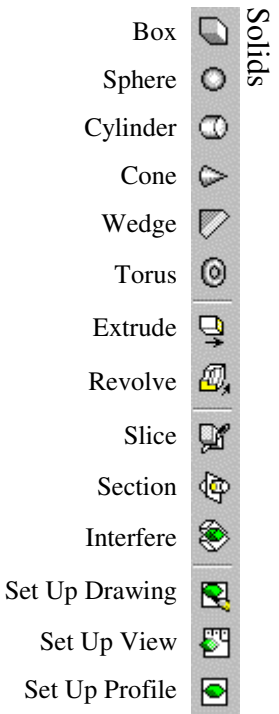 Solids
Box
Sphere
Cylinder
Cone
Wedge
Torus
Extrude
Revolve
Slice
Section
Interfere
Set Up Drawing
Set Up View
Set Up Profile